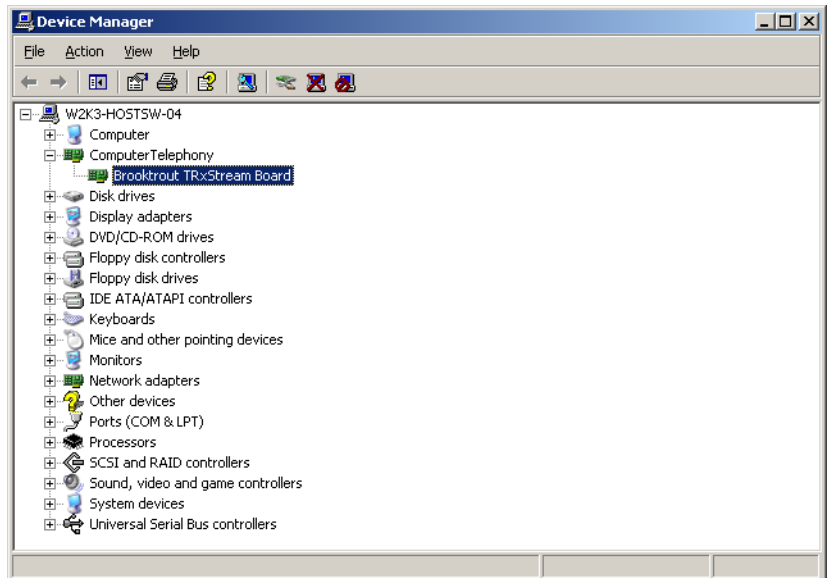 Device Manager
File Action View Help
W2K3-HOSTSW-04
Computer
ComputerTelephony
Brooktrout TRxStream Board
Disk drives
Display adapters
DVD/CD-ROM drives
Floppy disk controllers
Floppy disk drives
IDE ATA/ATAPI controllers
Keyboards
Mice and other pointing devices
Monitors
Network adapters
Other devices
Ports (COM & LPT)
Processors
SCSI and RAID controllers
Sound, video and game controllers
System devices
Universal Serial Bus controllers